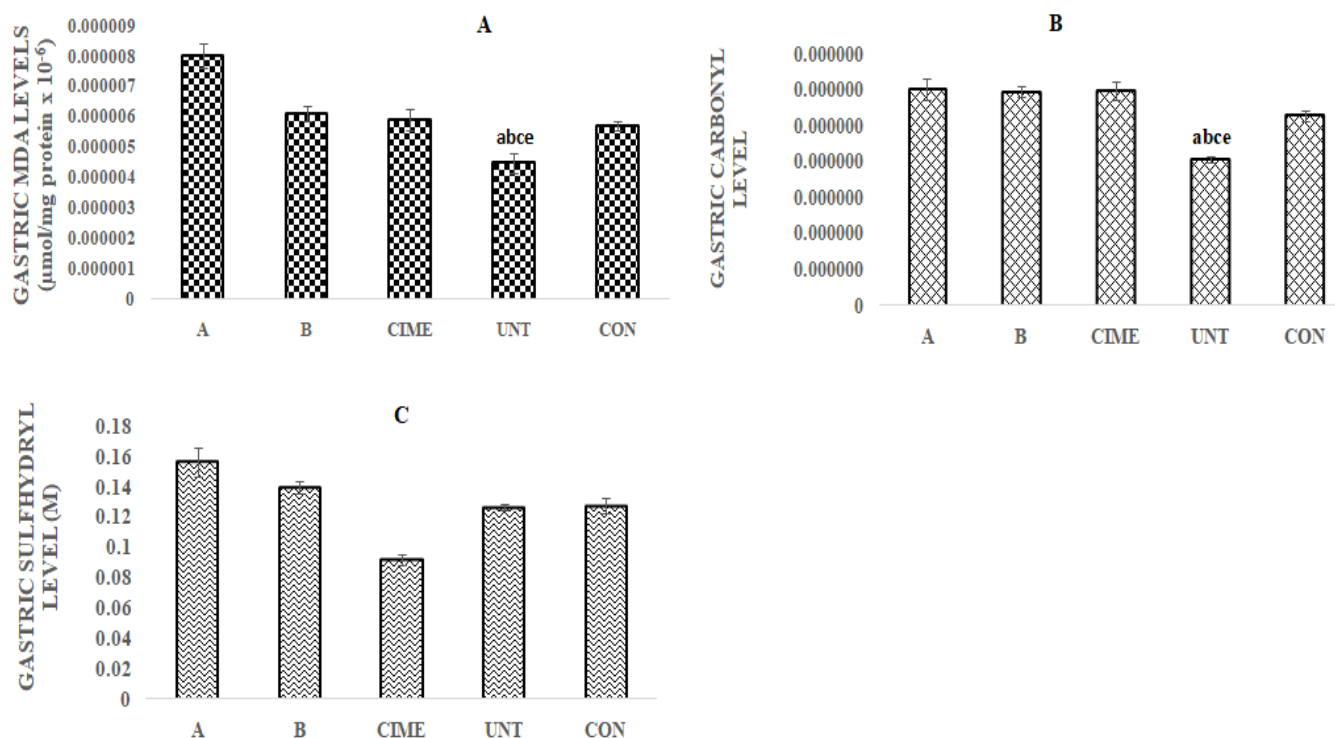 A
GASTRIC MDA LEVELS
(μmol/mg protein x 10⁻⁶)
0.000009
0.000008
0.000007
0.000006
0.000005
0.000004
0.000003
0.000002
0.000001
0
abce
A B CIME UNT CON
B
GASTRIC CARBONYL
LEVEL
0.000000
0.000000
0.000000
0.000000
0.000000
0.000000
0.000000
0
abce
A B CIME UNT CON
C
GASTRIC SULFHYDRYL
LEVEL (M)
0.18
0.16
0.14
0.12
0.1
0.08
0.06
0.04
0.02
0
A B CIME UNT CON